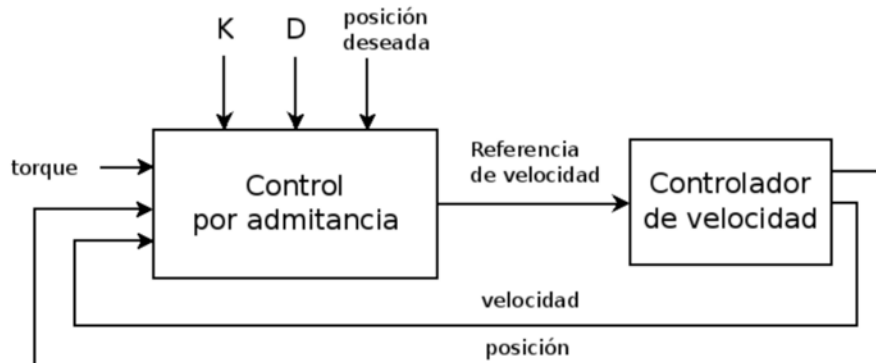 K
D
posición
deseada
torque
Control
por admitancia
Referencia
de velocidad
Controlador
de velocidad
velocidad
posición